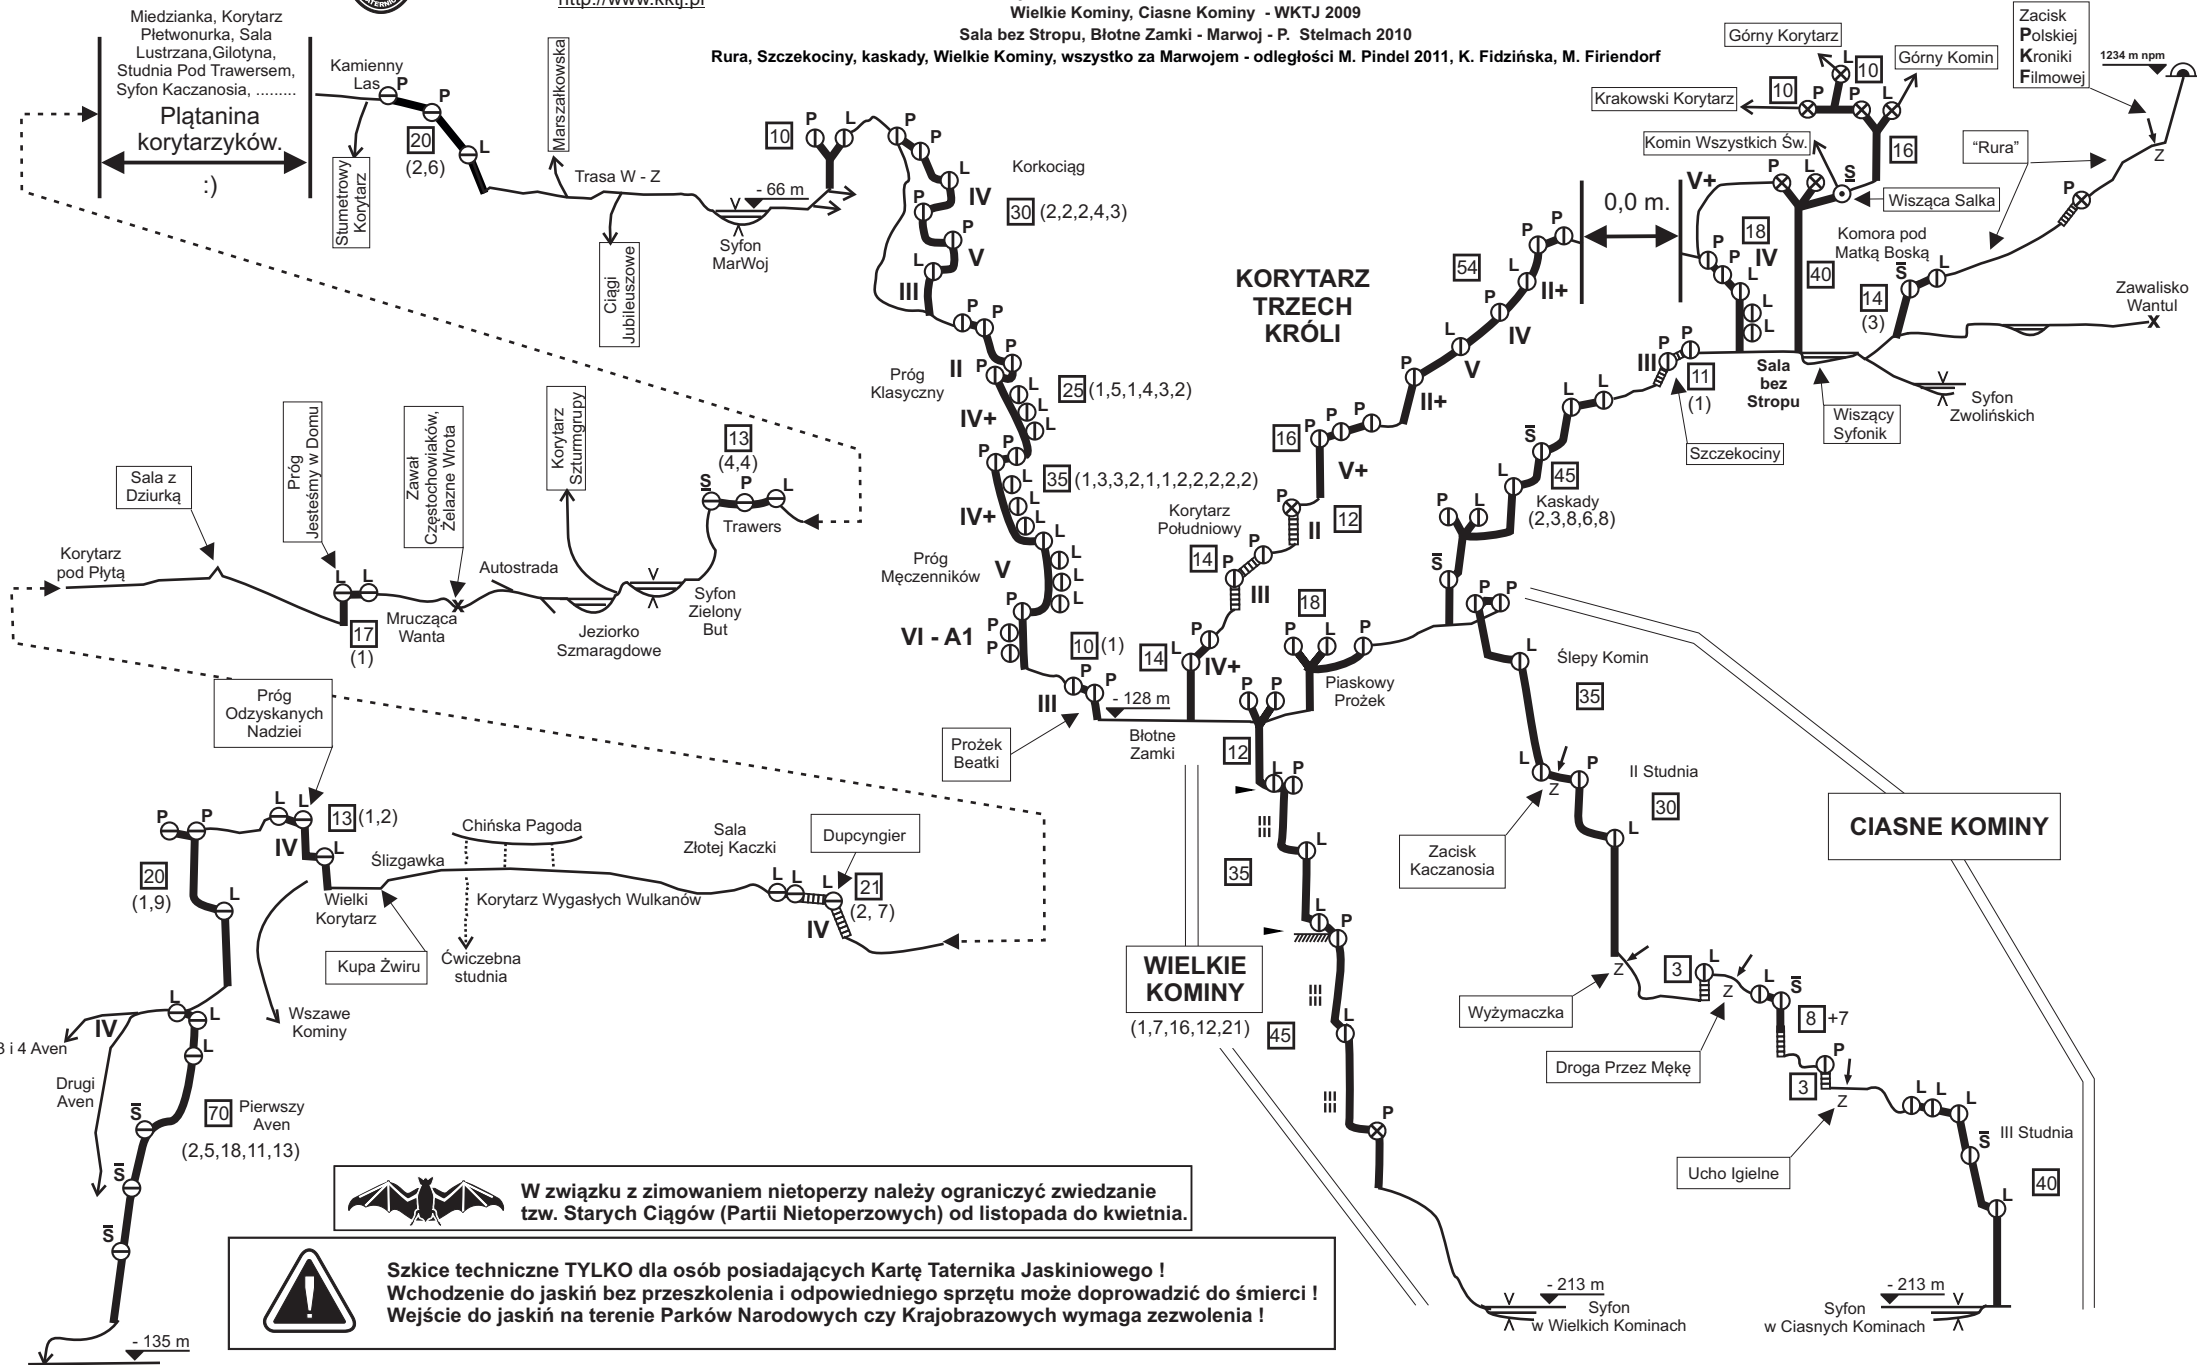 http://www.kktj.pl
Wielkie Kominy, Ciasne Kominy - WKTJ 2009
Sala bez Stropu, Błotne Zamki - Marwoj - P. Stelmach 2010
Rura, Szczekociny, kaskady, Wielkie Kominy, wszystko za Marwojem - odległości M. Pindel 2011, K. Fidzińska, M. Firiendorf
Miedzianka, Korytarz
Płetwonurka, Sala
Lustrzana,Gilotyna,
Studnia Pod Trawersem,
Syfon Kaczanosia, .........
Plątanina
korytarzyków.
:)
Kamienny
Las
P
P
L
20
(2,6)
Stumetrowy
Korytarz
Marszałkowska
Trasa W - Z
Ciągi
Jubileuszowe
- 66 m
Syfon
MarWoj
10
P
L
P
P
L
Korkociąg
IV
30 (2,2,2,4,3)
P
P
V
L
III
P
P
P
II
P
Próg
Klasyczny
L
L
L
25 (1,5,1,4,3,2)
IV+
P
P
35 (1,3,3,2,1,1,2,2,2,2,2)
L
L
L
IV+
L
Próg
Męczenników
V
L
L
L
P
VI - A1
P
P
10 (1)
P
P
III
- 128 m
Prożek
Beatki
Błotne
Zamki
KORYTARZ
TRZECH
KRÓLI
0,0 m.
54
P
P
L
II+
P
IV
L
V
P
II+
16
P
P
P
V+
P
12
II
Korytarz
Południowy
14
P
P
III
14
L
P
IV+
18
P
L
P
Piaskowy
Prożek
Górny Korytarz
Górny Komin
Krakowski Korytarz
10
L
10
P
P
L
Komin Wszystkich Św.
16
V+
P
L
S
Wisząca Salka
18
IV
P
P
L
L
L
40
Komora pod
Matką Boską
14
(3)
S
L
Zacisk
Polskiej
Kroniki
Filmowej
1234 m npm
“Rura”
Z
P
Zawalisko
Wantul
X
Sala
bez
Stropu
Wiszący
Syfonik
Syfon
Zwolińskich
III
P
P
11
(1)
Szczekociny
L
L
S
45
Kaskady
(2,3,8,6,8)
L
P
L
S
P
P
L
Ślepy Komin
35
L
P
Z
Zacisk
Kaczanosia
II Studnia
30
L
CIASNE KOMINY
Z
Wyżymaczka
3
L
Z
Droga Przez Mękę
L
S
8 +7
P
3
Z
Ucho Igielne
L
L
L
S
III Studnia
40
L
- 213 m
Syfon
w Ciasnych Kominach
P
P
12
L
P
III
III
35
L
L
P
WIELKIE
KOMINY
(1,7,16,12,21)
III
III
45
L
III
III
P
- 213 m
Syfon
w Wielkich Kominach
Sala z
Dziurką
Próg
Jesteśmy w Domu
Zawał
Częstochowiaków,
Żelazne Wrota
Korytarz
Szturmgrupy
13
(4,4)
S
P
L
Trawers
Korytarz
pod Płytą
L
L
17
(1)
Mrucząca
Wanta
x
Autostrada
Jeziorko
Szmaragdowe
Syfon
Zielony
But
Próg
Odzyskanych
Nadziei
P
P
L
L
13 (1,2)
IV
L
20
(1,9)
L
Wielki
Korytarz
Ślizgawka
Kupa Żwiru
Chińska Pagoda
Korytarz Wygasłych Wulkanów
Ćwiczebna
studnia
Sala
Złotej Kaczki
Dupcyngier
L
L
L
21
(2, 7)
IV
Wszawe
Kominy
L
L
L
IV
3 i 4 Aven
Drugi
Aven
S
70
Pierwszy
Aven
(2,5,18,11,13)
S
S
- 135 m
W związku z zimowaniem nietoperzy należy ograniczyć zwiedzanie
tzw. Starych Ciągów (Partii Nietoperzowych) od listopada do kwietnia.
Szkice techniczne TYLKO dla osób posiadających Kartę Taternika Jaskiniowego !
Wchodzenie do jaskiń bez przeszkolenia i odpowiedniego sprzętu może doprowadzić do śmierci !
Wejście do jaskiń na terenie Parków Narodowych czy Krajobrazowych wymaga zezwolenia !